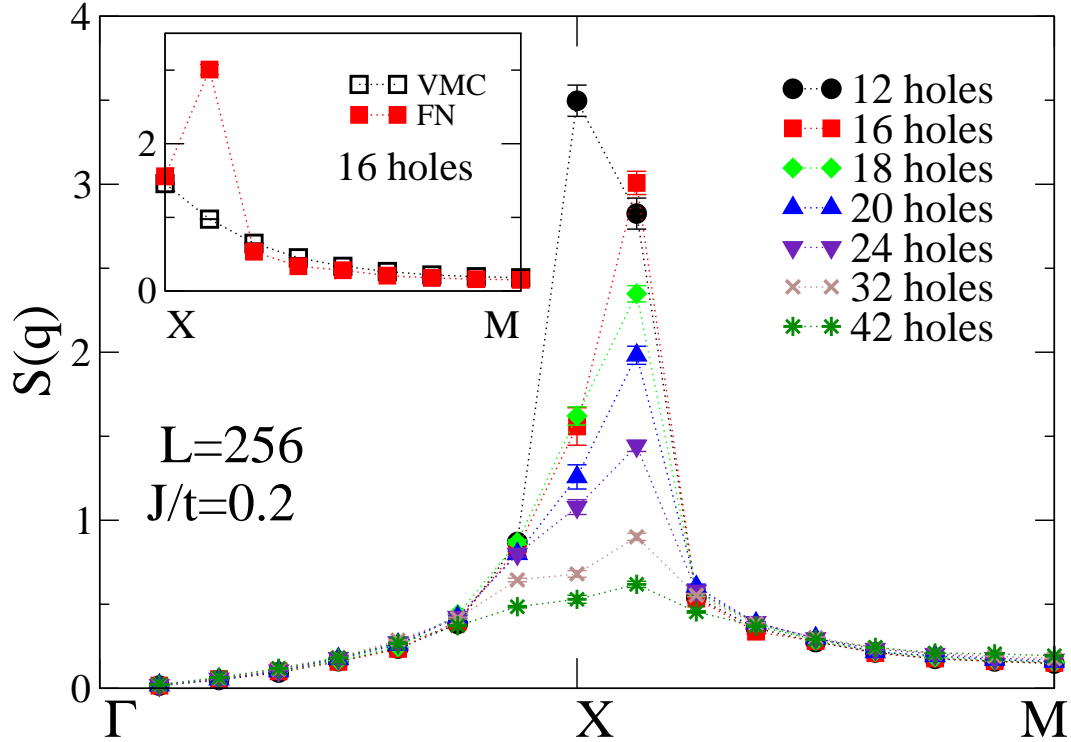 4
3
2
1
0
S(q)
Γ
X
M
2
0
X
M
VMC
FN
16 holes
12 holes
16 holes
18 holes
20 holes
24 holes
32 holes
42 holes
L=256
J/t=0.2